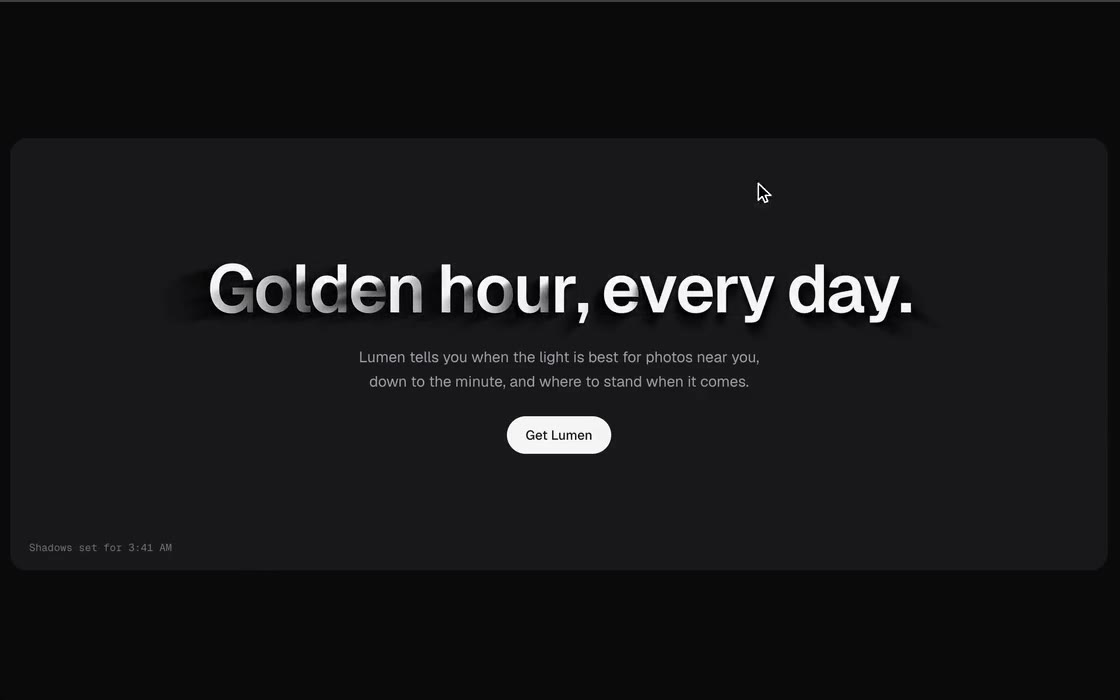 Golden hour, every day.
Lumen tells you when the light is best for photos near you,
down to the minute, and where to stand when it comes.
Get Lumen
Shadows set for 3:41 AM